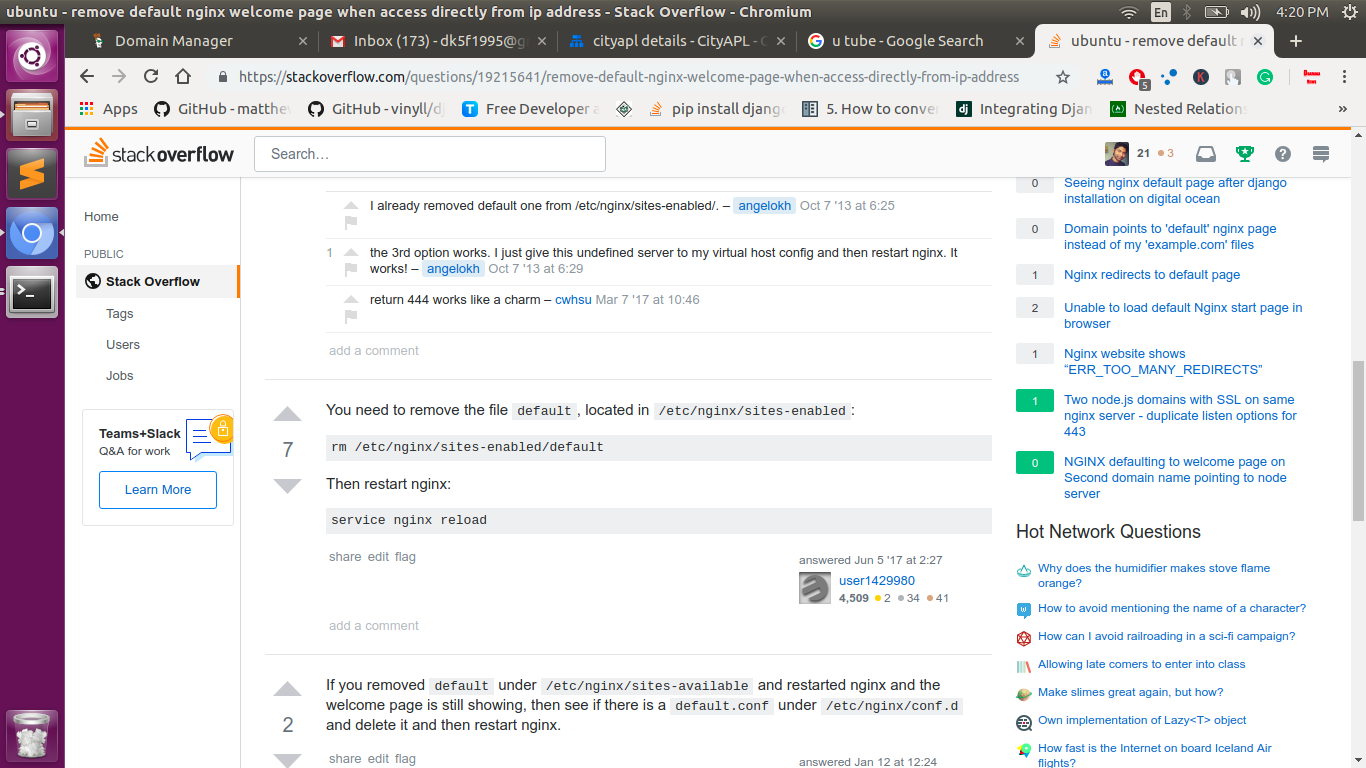 ubuntu - remove default nginx welcome page when access directly from ip address - Stack Overflow - Chromium
En
4:20 PM
Domain Manager
Inbox (173) - dk5f1995@g
cityapl details - CityAPL - G
u tube - Google Search
ubuntu - remove default n
https://stackoverflow.com/questions/19215641/remove-default-nginx-welcome-page-when-access-directly-from-ip-address
5
Apps
GitHub - matthew
GitHub - vinyll/dj
Free Developer a
pip install django
5. How to conver
Integrating Djan
Nested Relations
»
stackoverflow
Search…
21
3
Home
PUBLIC
Stack Overflow
Tags
Users
Jobs
Teams+Slack
Q&A for work
Learn More
I already removed default one from /etc/nginx/sites-enabled/. – angelokh Oct 7 '13 at 6:25
1
the 3rd option works. I just give this undefined server to my virtual host config and then restart nginx. It
works! – angelokh Oct 7 '13 at 6:29
return 444 works like a charm – cwhsu Mar 7 '17 at 10:46
add a comment
You need to remove the file default, located in /etc/nginx/sites-enabled:
7
rm /etc/nginx/sites-enabled/default
Then restart nginx:
service nginx reload
share edit flag
answered Jun 5 '17 at 2:27
user1429980
4,509 2 34 41
add a comment
If you removed default under /etc/nginx/sites-available and restarted nginx and the
welcome page is still showing, then see if there is a default.conf under /etc/nginx/conf.d
and delete it and then restart nginx.
2
share edit flag
answered Jan 12 at 12:24
0
Seeing nginx default page after django
installation on digital ocean
0
Domain points to 'default' nginx page
instead of my 'example.com' files
1
Nginx redirects to default page
2
Unable to load default Nginx start page in
browser
1
Nginx website shows
“ERR_TOO_MANY_REDIRECTS”
1
Two node.js domains with SSL on same
nginx server - duplicate listen options for
443
0
NGINX defaulting to welcome page on
Second domain name pointing to node
server
Hot Network Questions
Why does the humidifier makes stove flame
orange?
How to avoid mentioning the name of a character?
How can I avoid railroading in a sci-fi campaign?
Allowing late comers to enter into class
Make slimes great again, but how?
Own implementation of Lazy<T> object
How fast is the Internet on board Iceland Air
flights?